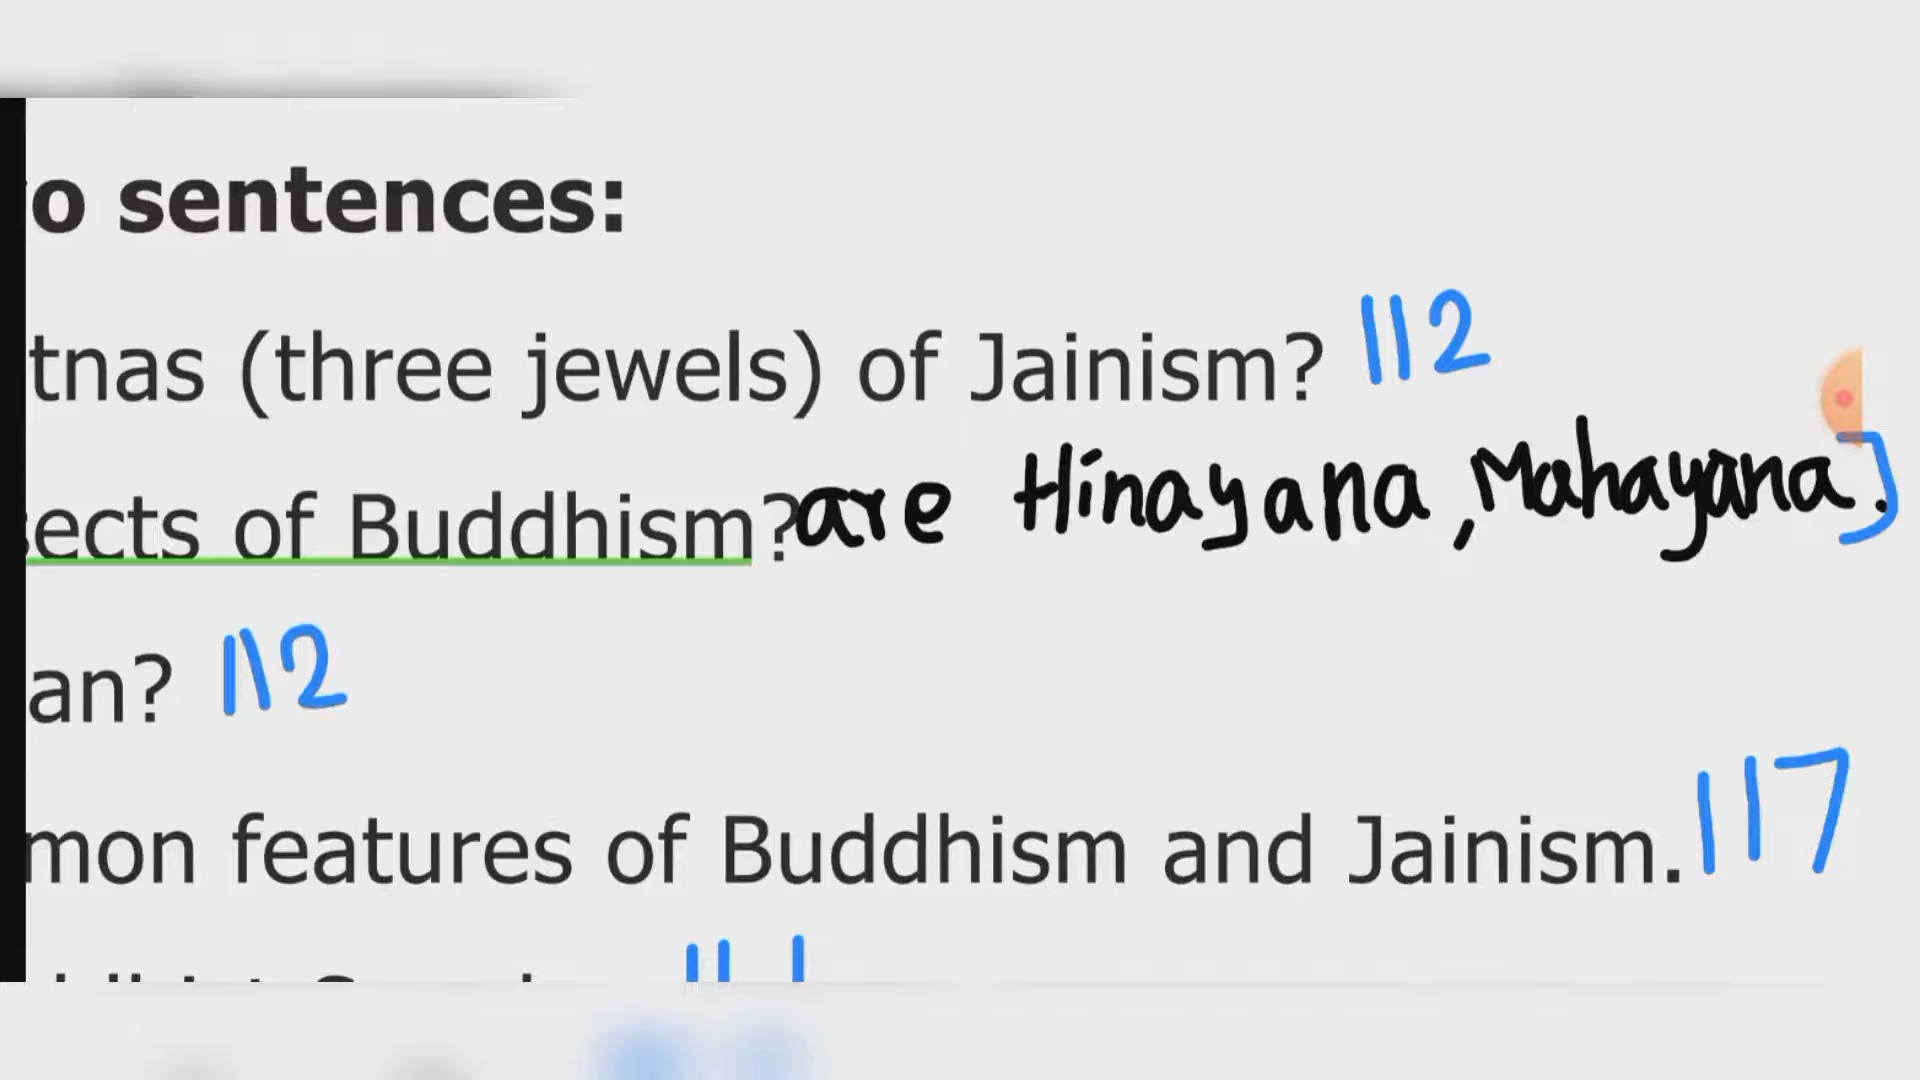 o sentences:
tnas (three jewels) of Jainism? 112
sects of Buddhism? are Hinayana, Mahayana.]
an? 112
mon features of Buddhism and Jainism. 117